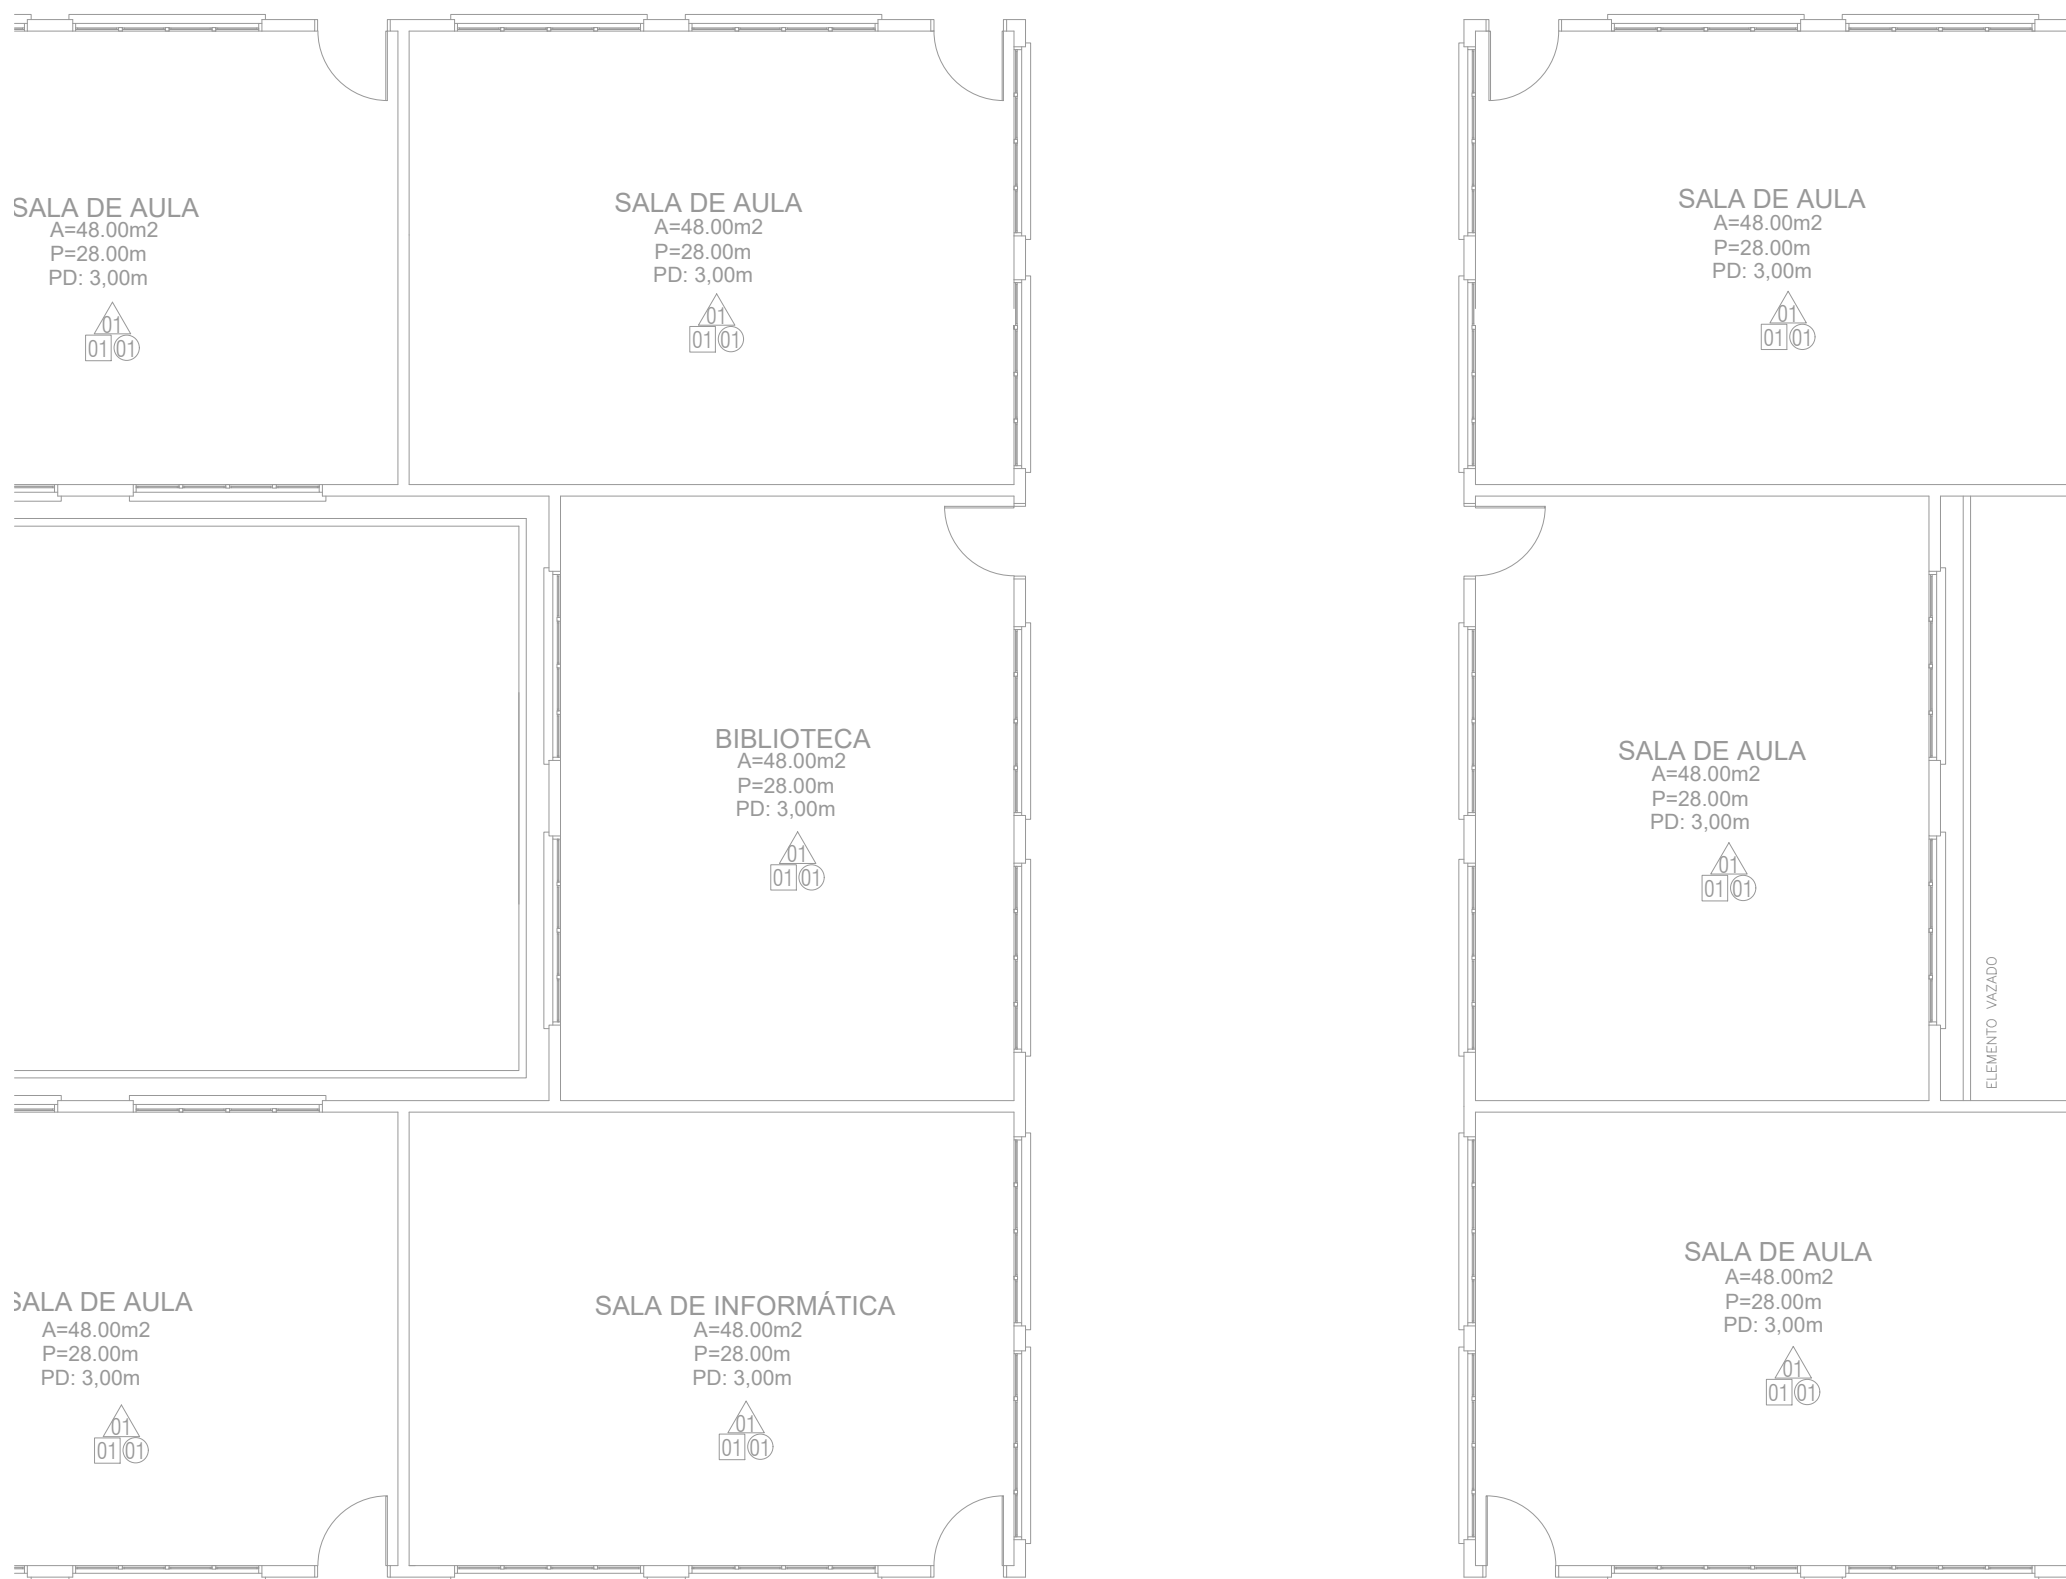 SALA DE AULA
A=48.00m2
P=28.00m
PD: 3,00m
01
01 01
SALA DE AULA
A=48.00m2
P=28.00m
PD: 3,00m
01
01 01
SALA DE AULA
A=48.00m2
P=28.00m
PD: 3,00m
01
01 01
BIBLIOTECA
A=48.00m2
P=28.00m
PD: 3,00m
01
01 01
SALA DE AULA
A=48.00m2
P=28.00m
PD: 3,00m
01
01 01
ELEMENTO VAZADO
SALA DE AULA
A=48.00m2
P=28.00m
PD: 3,00m
01
01 01
SALA DE INFORMÁTICA
A=48.00m2
P=28.00m
PD: 3,00m
01
01 01
SALA DE AULA
A=48.00m2
P=28.00m
PD: 3,00m
01
01 01